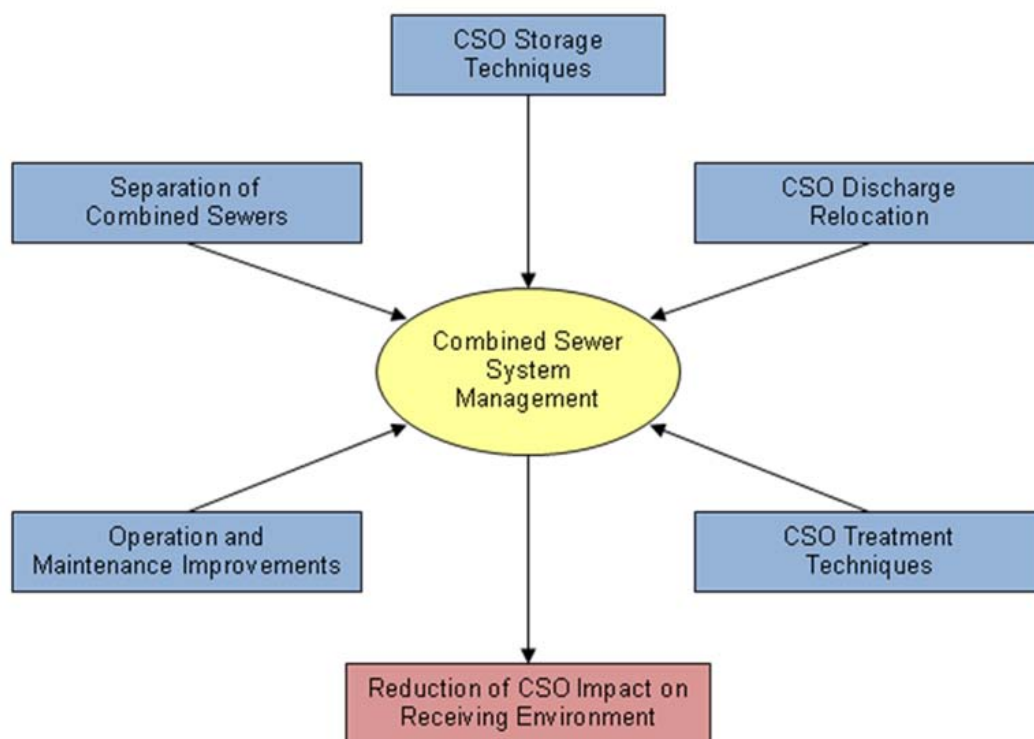 CSO Storage
Techniques
Separation of
Combined Sewers
CSO Discharge
Relocation
Combined Sewer
System
Management
Operation and
Maintenance Improvements
CSO Treatment
Techniques
Reduction of CSO Impact on
Receiving Environment